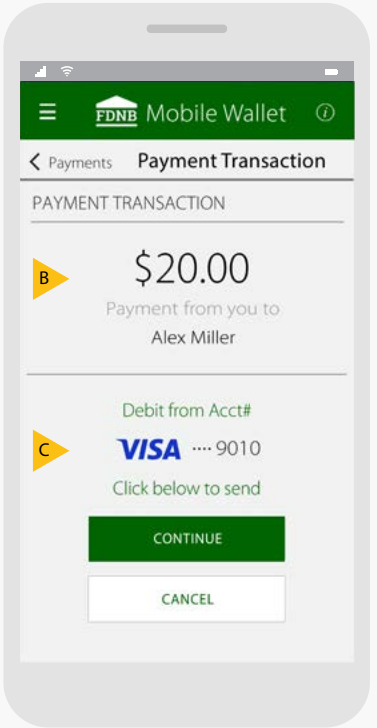 FDNB Mobile Wallet i
Payments Payment Transaction
PAYMENT TRANSACTION
B $20.00
Payment from you to
Alex Miller
Debit from Acct#
C VISA ···· 9010
Click below to send
CONTINUE
CANCEL